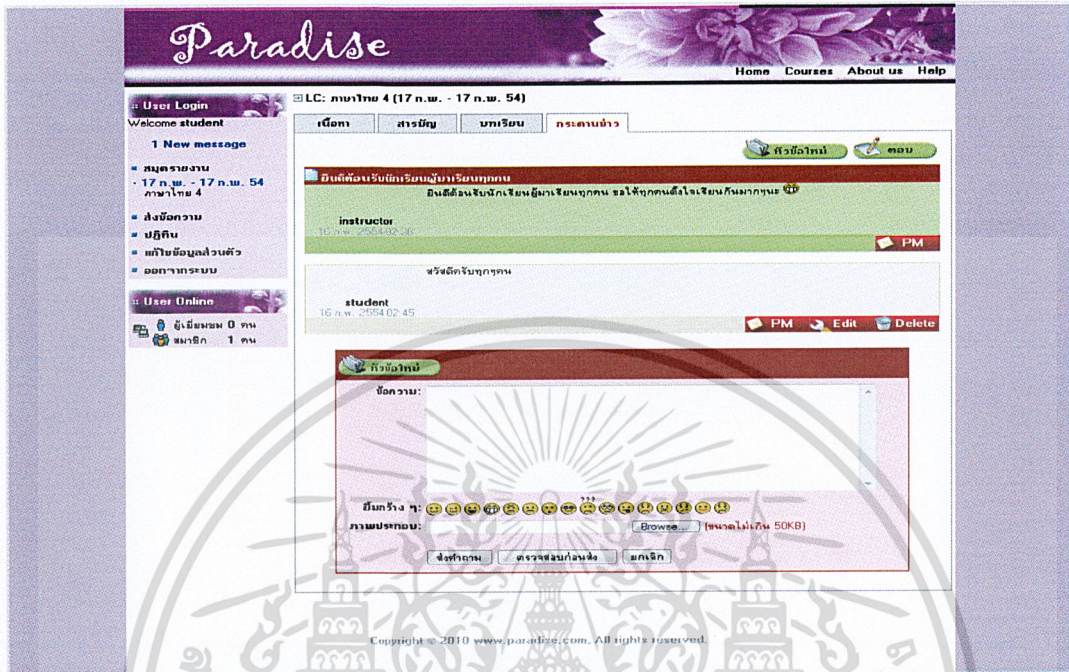 Paradise
Home Courses About us Help
:: User Login
Welcome student
1 New message
สมุดรายงาน
- 17 ก.พ. - 17 ก.พ. 54
ภาษาไทย 4
ส่งข้อความ
ปฏิทิน
แก้ไขข้อมูลส่วนตัว
ออกจากระบบ
:: User Online
ผู้เยี่ยมชม 0 คน
สมาชิก 1 คน
LC: ภาษาไทย 4 (17 ก.พ. - 17 ก.พ. 54)
เนื้อหา สารบัญ บทเรียน กระดานข่าว
หัวข้อใหม่ ตอบ
ยินดีต้อนรับนักเรียนผู้มาเรียนทุกคน
ยินดีต้อนรับนักเรียนผู้มาเรียนทุกคน ขอให้ทุกคนตั้งใจเรียนกันมากๆนะ
instructor
16 ก.พ. 2554 02:36
PM
สวัสดีครับทุกๆคน
student
16 ก.พ. 2554 02:45
PM Edit Delete
หัวข้อใหม่
ข้อความ:
ยิ้มกว้าง ๆ:
ภาพประกอบ: Browse... (ขนาดไม่เกิน 50KB)
ส่งคำถาม ตรวจสอบก่อนส่ง ยกเลิก
Copyright © 2010 www.paradise.com, All rights reserved.